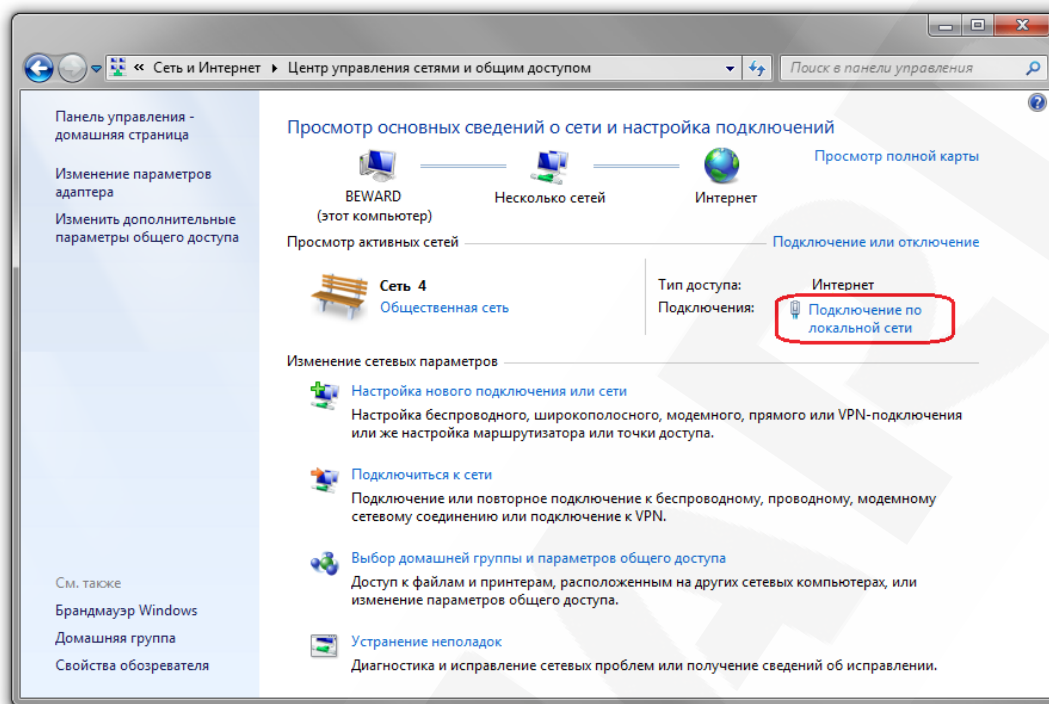 « Сеть и Интернет ▸ Центр управления сетями и общим доступом
Поиск в панели управления
Панель управления -
домашняя страница
Изменение параметров
адаптера
Изменить дополнительные
параметры общего доступа
Просмотр основных сведений о сети и настройка подключений
Просмотр полной карты
BEWARD
(этот компьютер)
Несколько сетей
Интернет
Просмотр активных сетей
Подключение или отключение
Сеть 4
Общественная сеть
Тип доступа: Интернет
Подключения: Подключение по
локальной сети
Изменение сетевых параметров
Настройка нового подключения или сети
Настройка беспроводного, широкополосного, модемного, прямого или VPN-подключения
или же настройка маршрутизатора или точки доступа.
Подключиться к сети
Подключение или повторное подключение к беспроводному, проводному, модемному
сетевому соединению или подключение к VPN.
Выбор домашней группы и параметров общего доступа
Доступ к файлам и принтерам, расположенным на других сетевых компьютерах, или
изменение параметров общего доступа.
Устранение неполадок
Диагностика и исправление сетевых проблем или получение сведений об исправлении.
См. также
Брандмауэр Windows
Домашняя группа
Свойства обозревателя